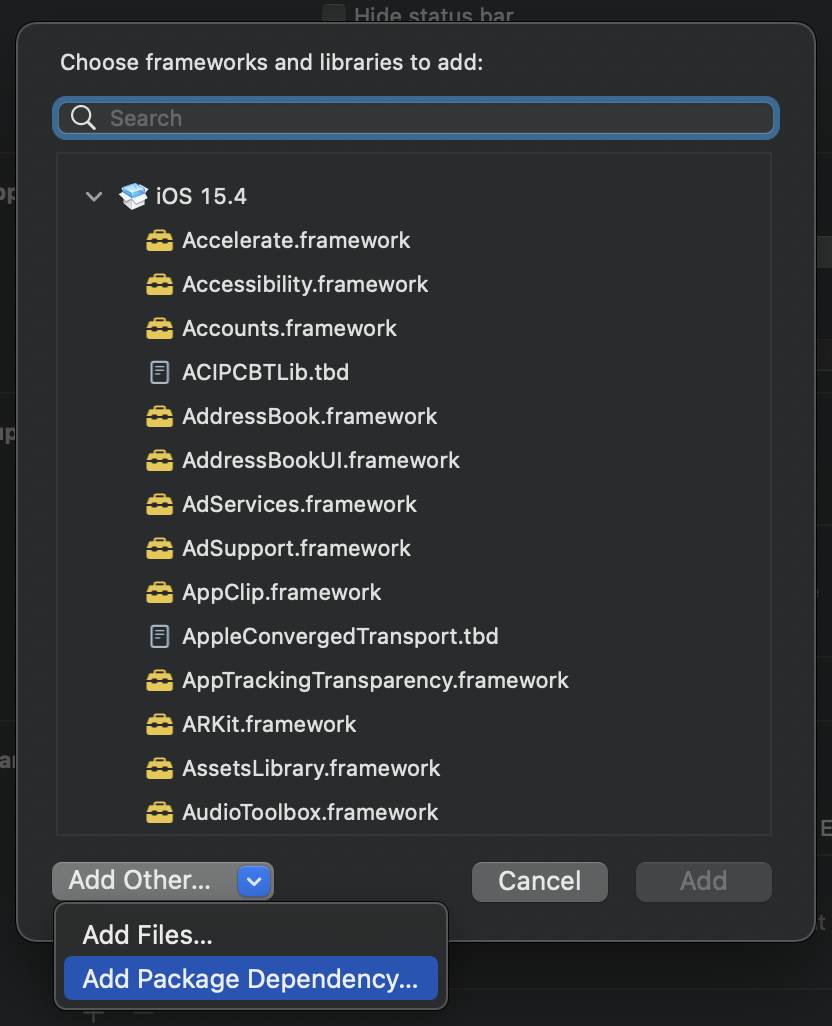 Hide status bar
Choose frameworks and libraries to add:
Search
iOS 15.4
Accelerate.framework
Accessibility.framework
Accounts.framework
ACIPCBTLib.tbd
AddressBook.framework
AddressBookUI.framework
AdServices.framework
AdSupport.framework
AppClip.framework
AppleConvergedTransport.tbd
AppTrackingTransparency.framework
ARKit.framework
AssetsLibrary.framework
AudioToolbox.framework
Add Other...
Cancel
Add
Add Files...
Add Package Dependency...